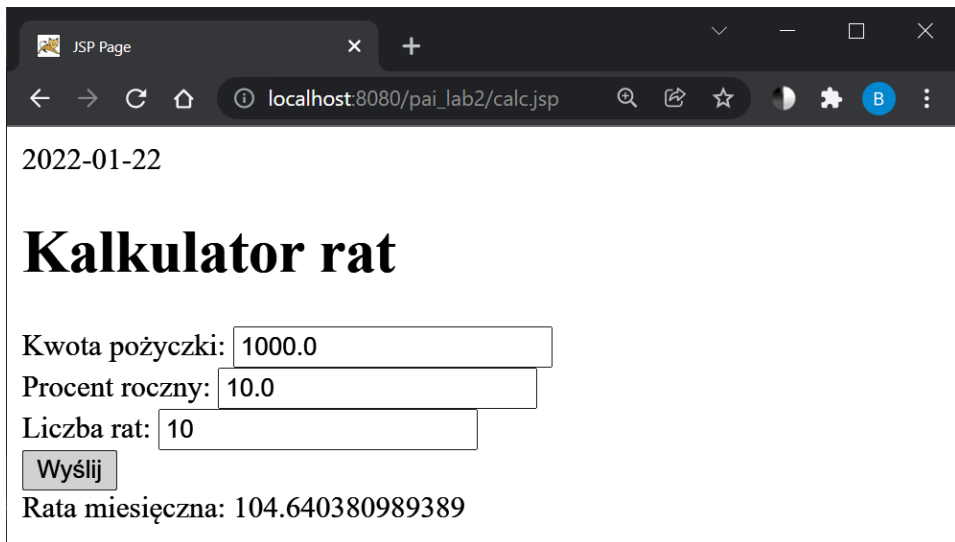 JSP Page
localhost:8080/pai_lab2/calc.jsp
B
2022-01-22
Kalkulator rat
Kwota pożyczki: 1000.0
Procent roczny: 10.0
Liczba rat: 10
Wyślij
Rata miesięczna: 104.640380989389